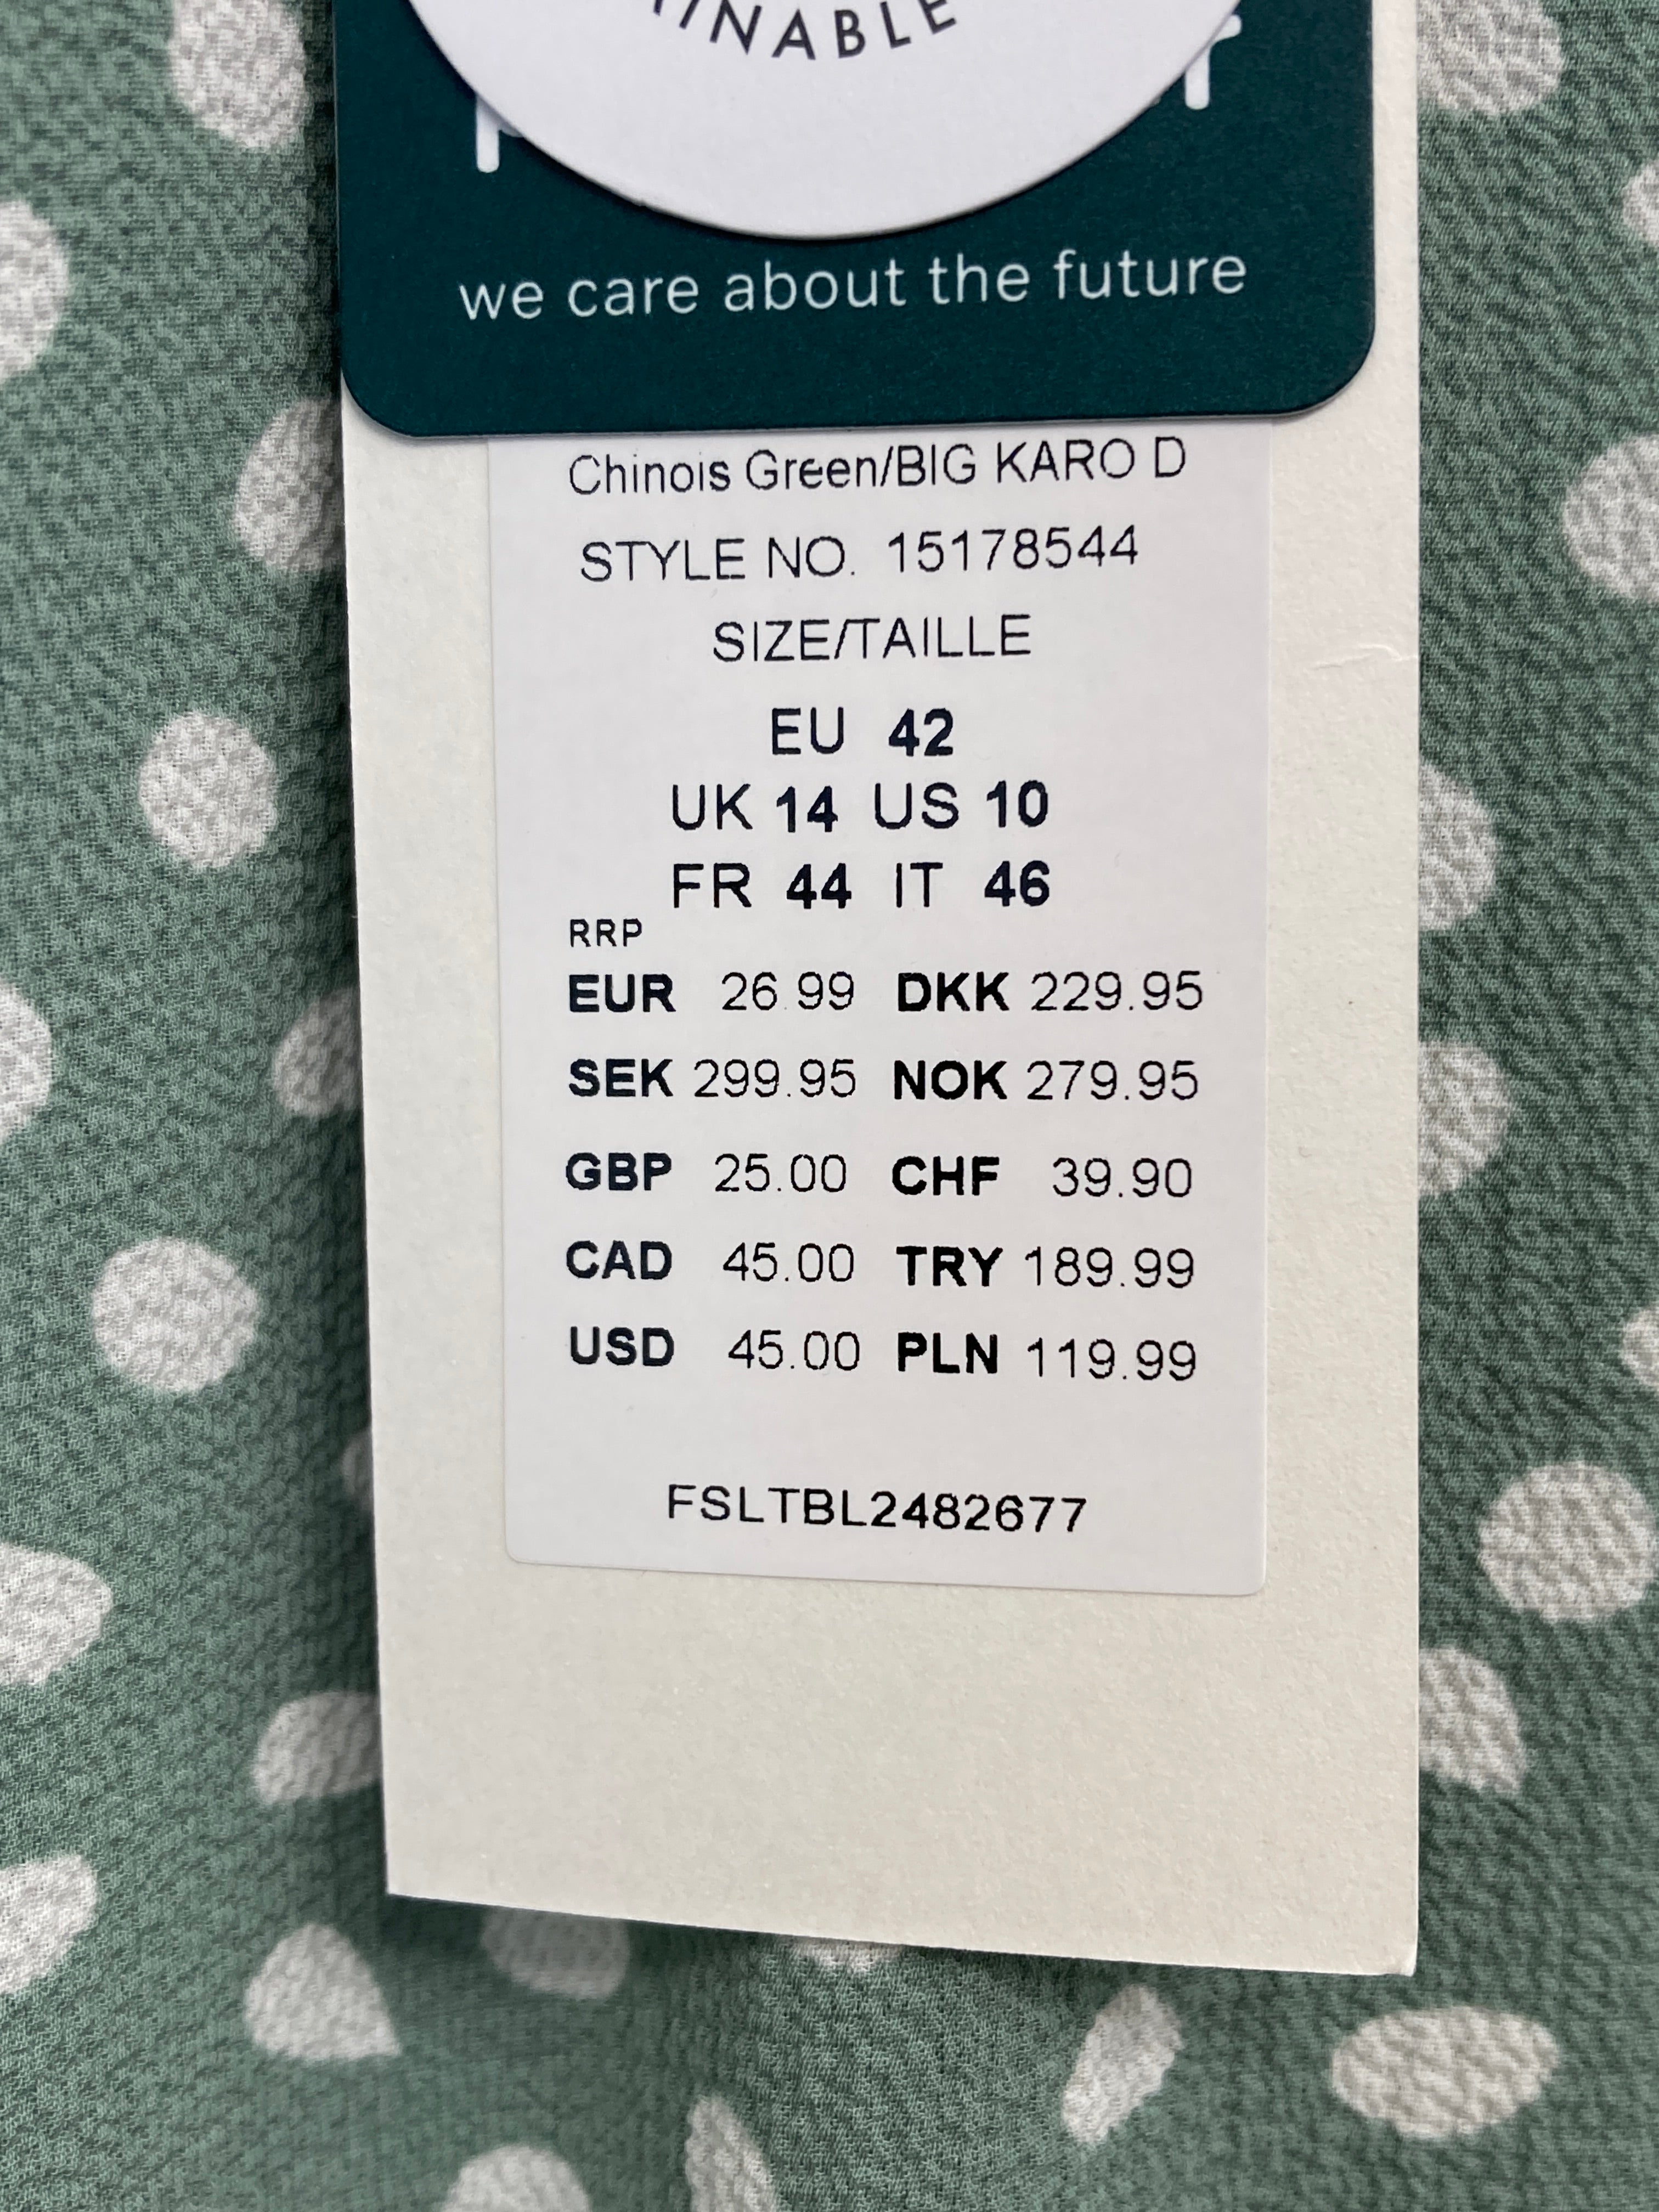 we care about the future
Chinois Green/BIG KARO D
STYLE NO. 15178544
SIZE/TAILLE
EU 42
UK 14 US 10
FR 44 IT 46
RRP
EUR 26.99 DKK 229.95
SEK 299.95 NOK 279.95
GBP 25.00 CHF 39.90
CAD 45.00 TRY 189.99
USD 45.00 PLN 119.99
FSLTBL2482677